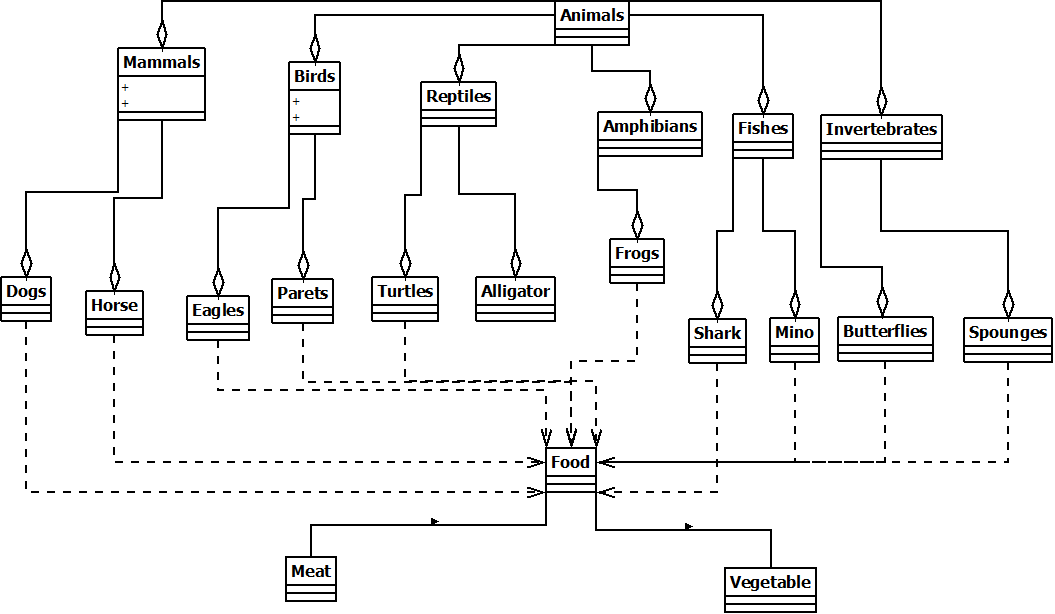 Animals
Mammals
+
+
Birds
+
+
Reptiles
Amphibians
Fishes
Invertebrates
Frogs
Dogs
Horse
Eagles
Parets
Turtles
Alligator
Shark
Mino
Butterflies
Spounges
Food
Meat
Vegetable